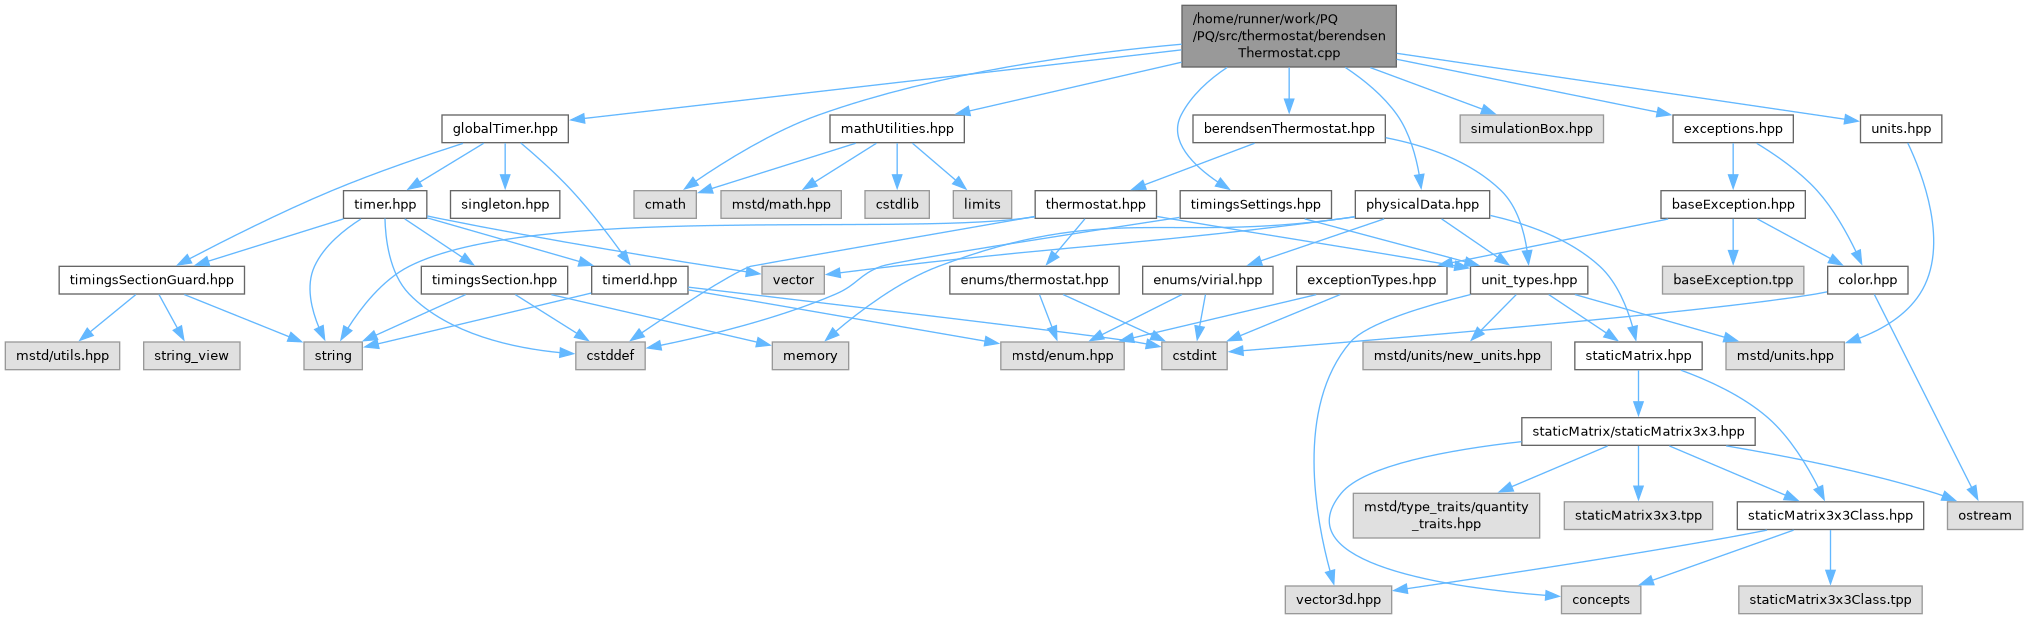 /home/runner/work/PQ
/PQ/src/thermostat/berendsen
Thermostat.cpp
globalTimer.hpp
mathUtilities.hpp
berendsenThermostat.hpp
simulationBox.hpp
exceptions.hpp
units.hpp
timer.hpp
singleton.hpp
cmath
mstd/math.hpp
cstdlib
limits
thermostat.hpp
timingsSettings.hpp
physicalData.hpp
baseException.hpp
timingsSectionGuard.hpp
timingsSection.hpp
timerId.hpp
vector
enums/thermostat.hpp
enums/virial.hpp
exceptionTypes.hpp
unit_types.hpp
baseException.tpp
color.hpp
mstd/utils.hpp
string_view
string
cstddef
memory
mstd/enum.hpp
cstdint
mstd/units/new_units.hpp
staticMatrix.hpp
mstd/units.hpp
staticMatrix/staticMatrix3x3.hpp
mstd/type_traits/quantity
_traits.hpp
staticMatrix3x3.tpp
staticMatrix3x3Class.hpp
ostream
vector3d.hpp
concepts
staticMatrix3x3Class.tpp